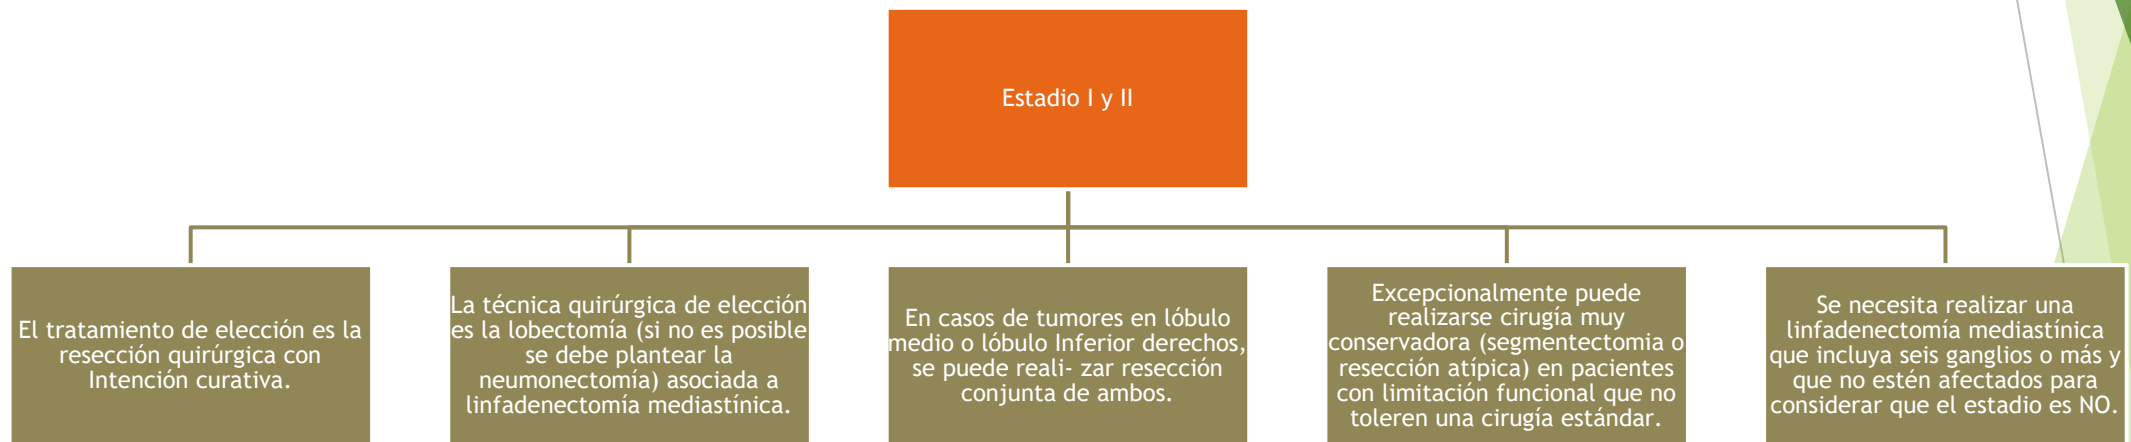 Estadio I y II
El tratamiento de elección es la
resección quirúrgica con
Intención curativa.
La técnica quirúrgica de elección
es la lobectomía (si no es posible
se debe plantear la
neumonectomía) asociada a
linfadenectomía mediastínica.
En casos de tumores en lóbulo
medio o lóbulo Inferior derechos,
se puede reali- zar resección
conjunta de ambos.
Excepcionalmente puede
realizarse cirugía muy
conservadora (segmentectomia o
resección atípica) en pacientes
con limitación funcional que no
toleren una cirugía estándar.
Se necesita realizar una
linfadenectomía mediastínica
que incluya seis ganglios o más y
que no estén afectados para
considerar que el estadio es NO.